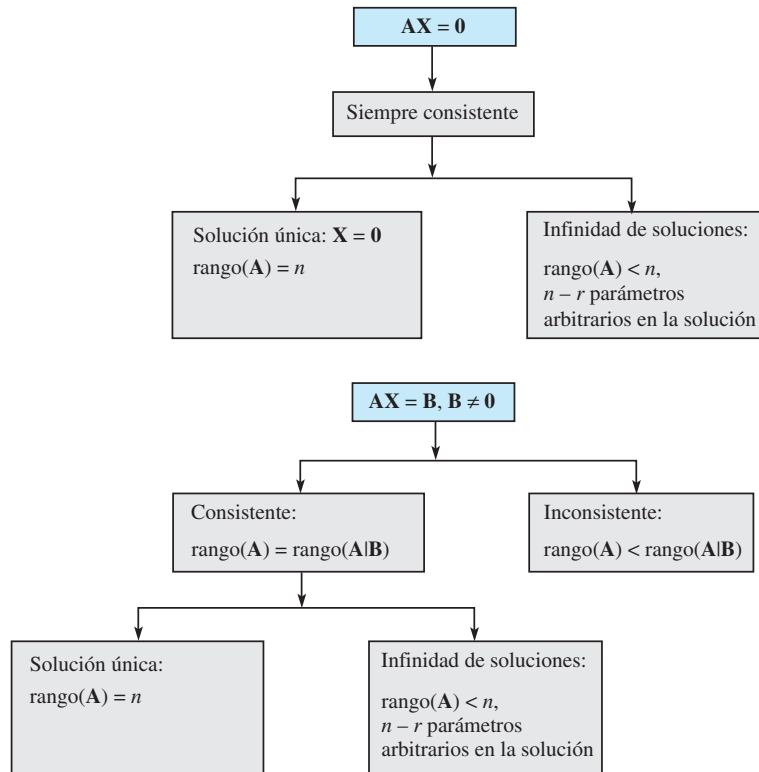 AX = 0
Siempre consistente
Solución única: X = 0
rango(A) = n
Infinidad de soluciones:
rango(A) < n,
n – r parámetros
arbitrarios en la solución
AX = B, B ≠ 0
Consistente:
rango(A) = rango(A|B)
Inconsistente:
rango(A) < rango(A|B)
Solución única:
rango(A) = n
Infinidad de soluciones:
rango(A) < n,
n – r parámetros
arbitrarios en la solución